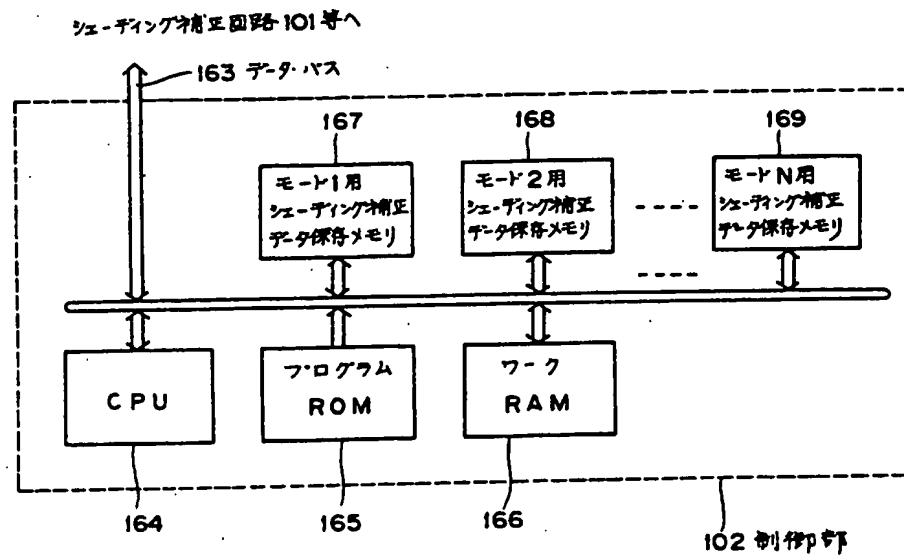 シェーディング補正回路101等へ
163 データ・バス
167
168
169
モード1用
シェーディング補正
データ保存メモリ
モード2用
シェーディング補正
データ保存メモリ
モードN用
シェーディング補正
データ保存メモリ
CPU
プログラム
ROM
ワーク
RAM
164
165
166
102 制御部